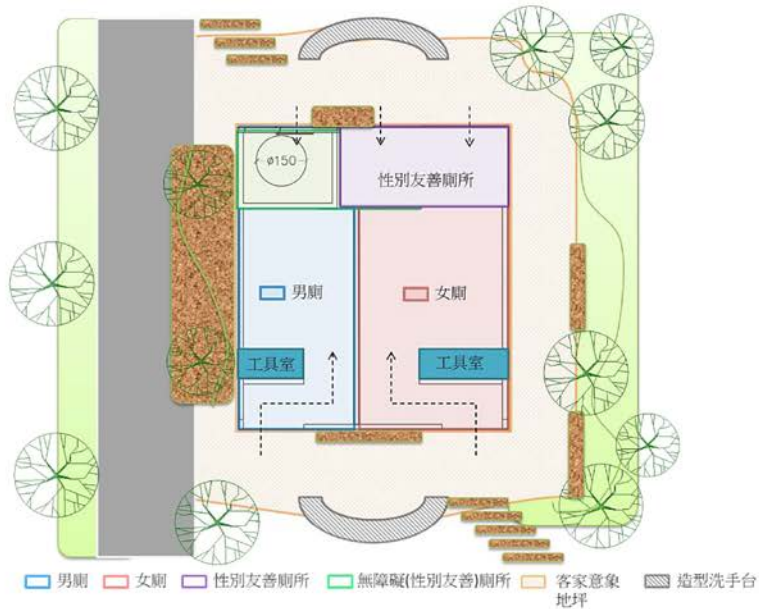 ø150
性別友善廁所
男廁
女廁
工具室
工具室
男廁
女廁
性別友善廁所
無障礙(性別友善)廁所
客家意象
地坪
造型洗手台